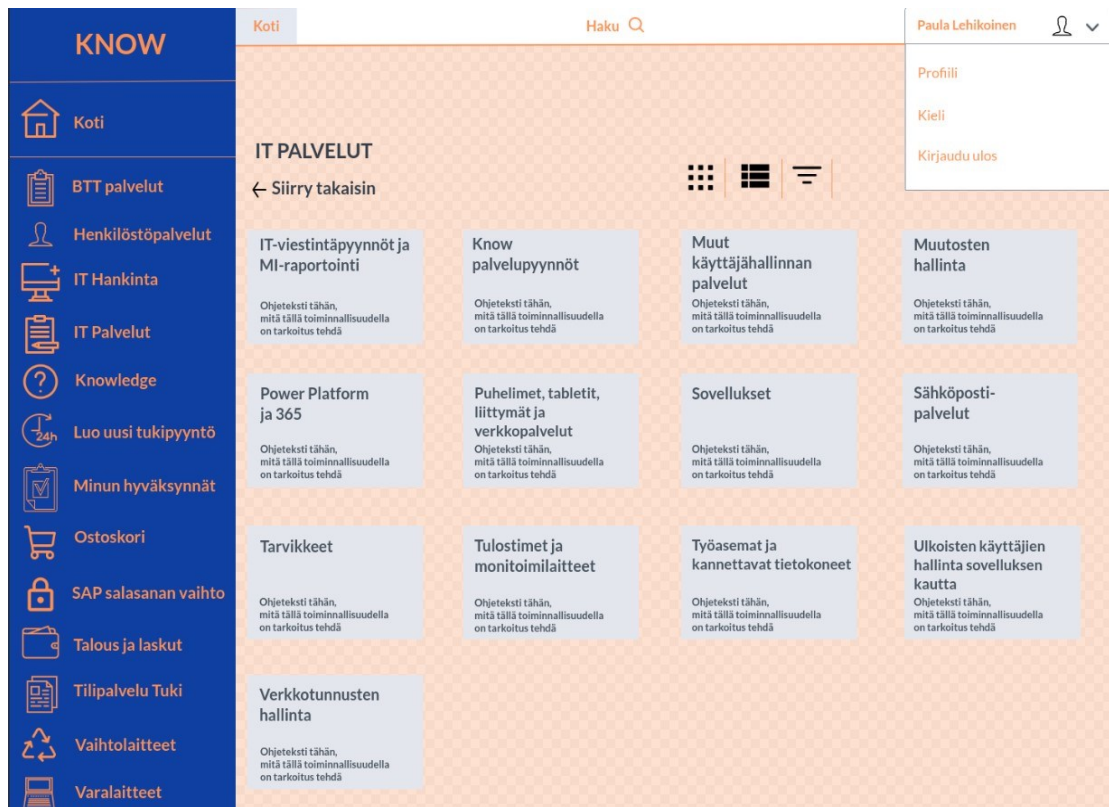 KNOW
Koti
BTT palvelut
Henkilöstöpalvelut
IT Hankinta
IT Palvelut
Knowledge
24h
Luo uusi tukipyyntö
Minun hyväksynnät
Ostoskori
SAP salasanan vaihto
Talous ja laskut
Tilipalvelu Tuki
Vaihtolaitteet
Varalaitteet
Koti
Haku
Paula Lehikoinen
Profiili
Kieli
Kirjaudu ulos
IT PALVELUT
← Siirry takaisin
IT-viestintäpyynnöt ja
MI-raportointi
Ohjeteksti tähän,
mitä tällä toiminnallisuudella
on tarkoitus tehdä
Know
palvelupyynnöt
Ohjeteksti tähän,
mitä tällä toiminnallisuudella
on tarkoitus tehdä
Muut
käyttäjähallinnan
palvelut
Ohjeteksti tähän,
mitä tällä toiminnallisuudella
on tarkoitus tehdä
Muutosten
hallinta
Ohjeteksti tähän,
mitä tällä toiminnallisuudella
on tarkoitus tehdä
Power Platform
ja 365
Ohjeteksti tähän,
mitä tällä toiminnallisuudella
on tarkoitus tehdä
Puhelimet, tabletit,
liittymät ja
verkkopalvelut
Ohjeteksti tähän,
mitä tällä toiminnallisuudella
on tarkoitus tehdä
Sovellukset
Ohjeteksti tähän,
mitä tällä toiminnallisuudella
on tarkoitus tehdä
Sähköposti-
palvelut
Ohjeteksti tähän,
mitä tällä toiminnallisuudella
on tarkoitus tehdä
Tarvikkeet
Ohjeteksti tähän,
mitä tällä toiminnallisuudella
on tarkoitus tehdä
Tulostimet ja
monitoimilaitteet
Ohjeteksti tähän,
mitä tällä toiminnallisuudella
on tarkoitus tehdä
Työasemat ja
kannettavat tietokoneet
Ohjeteksti tähän,
mitä tällä toiminnallisuudella
on tarkoitus tehdä
Ulkoisten käyttäjien
hallinta sovelluksen
kautta
Ohjeteksti tähän,
mitä tällä toiminnallisuudella
on tarkoitus tehdä
Verkkotunnusten
hallinta
Ohjeteksti tähän,
mitä tällä toiminnallisuudella
on tarkoitus tehdä